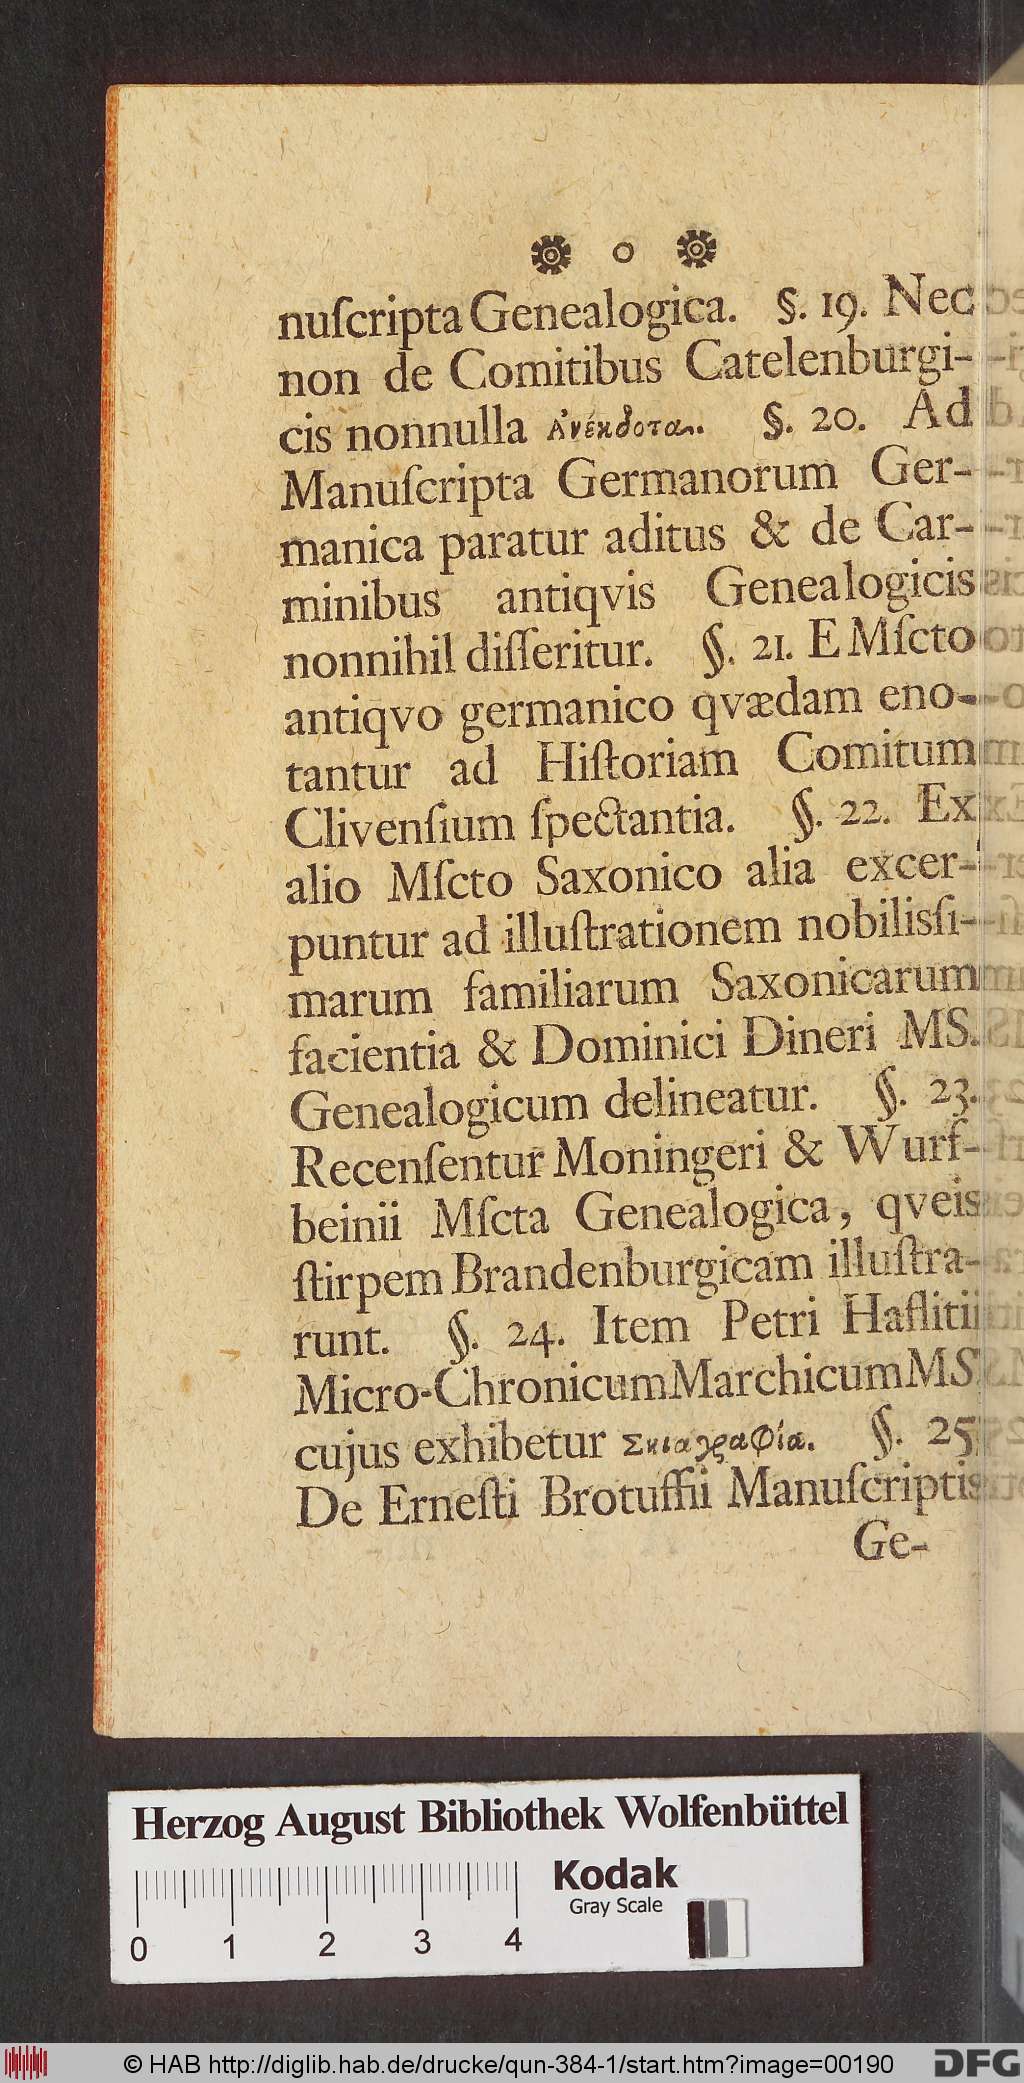 o
nuſcripta Genealogica. §. 19. Nec
non de Comitibus Catelenburgi-
cis nonnulla Ἀνέκδοτα. §. 20. Ad
Manuſcripta Germanorum Ger-
manica paratur aditus & de Car-
minibus antiqvis Genealogicis
nonnihil diſſeritur. §. 21. E Mſcto
antiqvo germanico qvædam eno-
tantur ad Hiſtoriam Comitum
Clivenſium ſpectantia. §. 22. Ex
alio Mſcto Saxonico alia excer-
puntur ad illuſtrationem nobilisſi-
marum familiarum Saxonicarum
facientia & Dominici Dineri MS.
Genealogicum delineatur. §. 23.
Recenſentur Moningeri & Wurf-
beinii Mſcta Genealogica, qveis
ſtirpem Brandenburgicam illuſtra-
runt. §. 24. Item Petri Haflitii
Micro-Chronicum Marchicum MS.
cujus exhibetur Σκιαγραφία. §. 25
De Erneſti Brotuffii Manuſcriptis
Ge-
Herzog August Bibliothek Wolfenbüttel
Kodak
Gray Scale
0 1 2 3 4
© HAB http://diglib.hab.de/drucke/qun-384-1/start.htm?image=00190
DFG